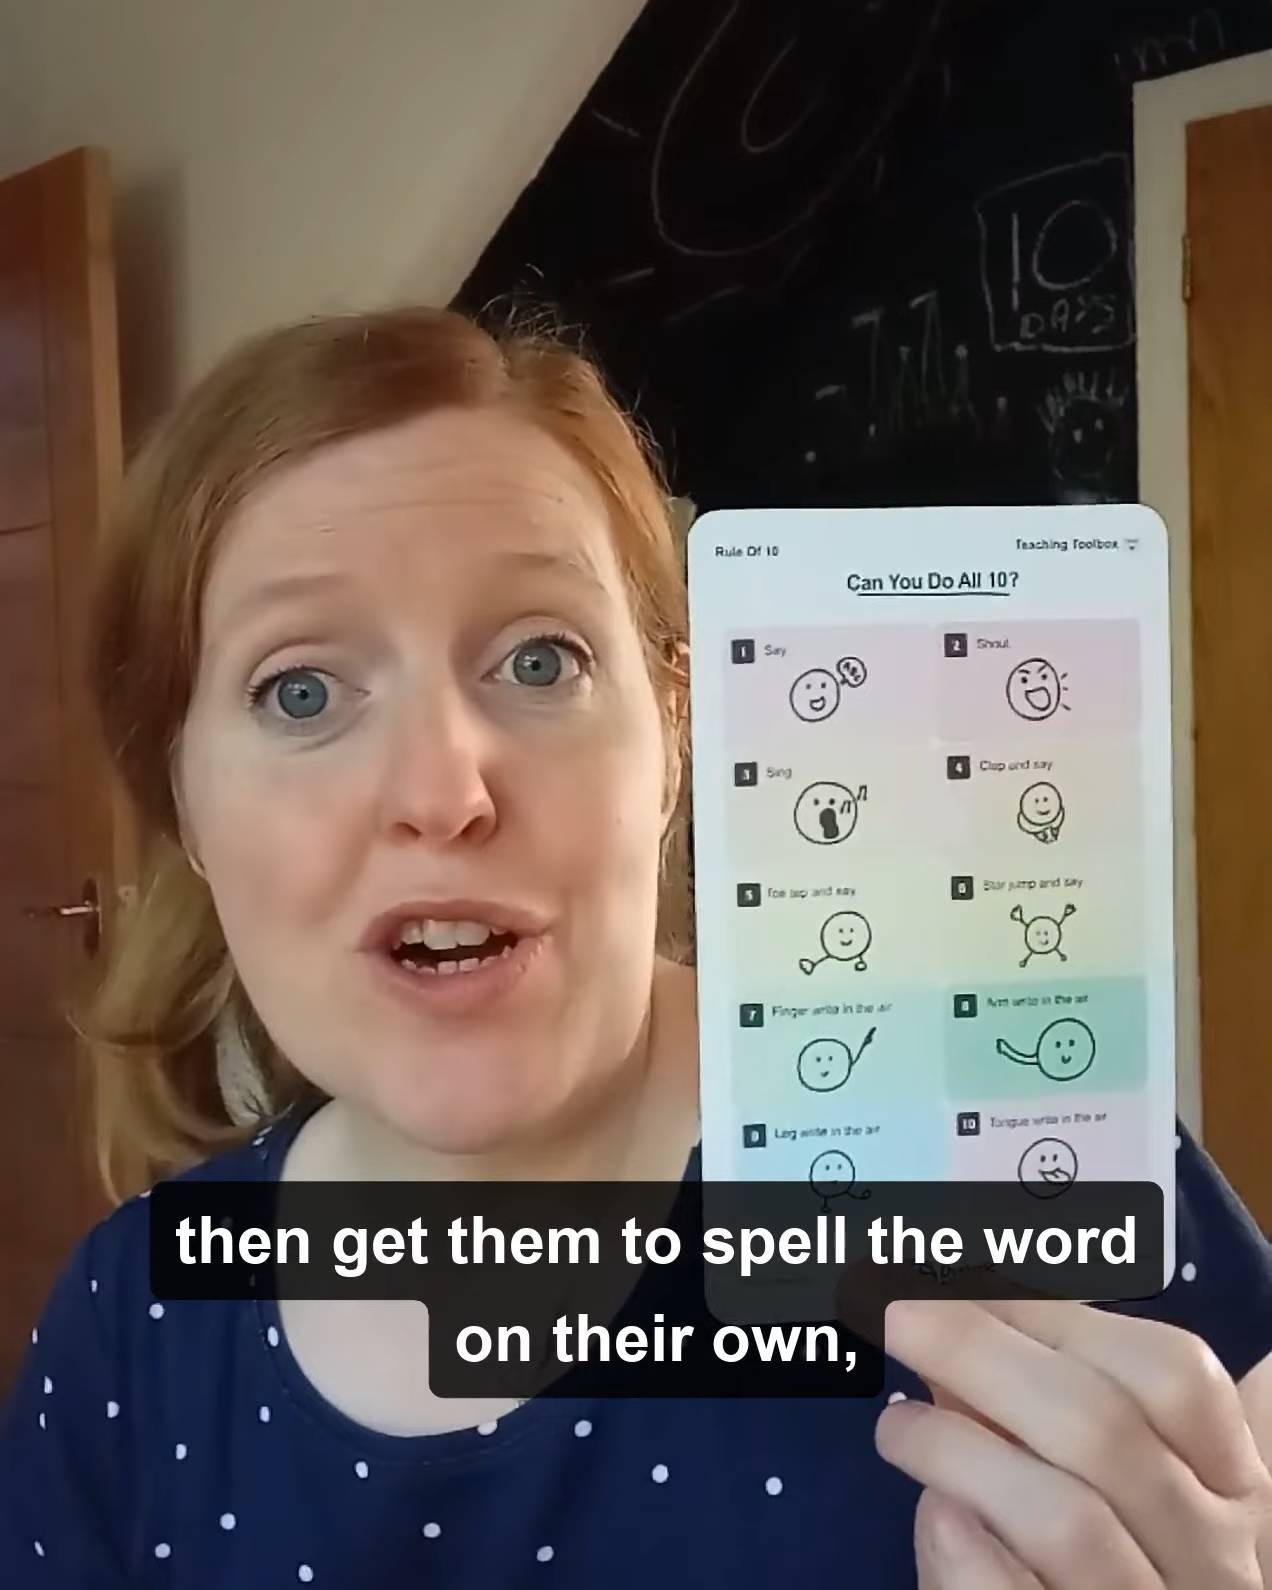 10
DAYS
Rule Of 10
Teaching Toolbox
Can You Do All 10?
1 Say
2 Shout
3 Sing
4 Clap and say
5 Toe tap and say
6 Star jump and say
7 Finger write in the air
8 Arm write in the air
9 Leg write in the air
10 Tongue write in the air
then get them to spell the word
on their own,